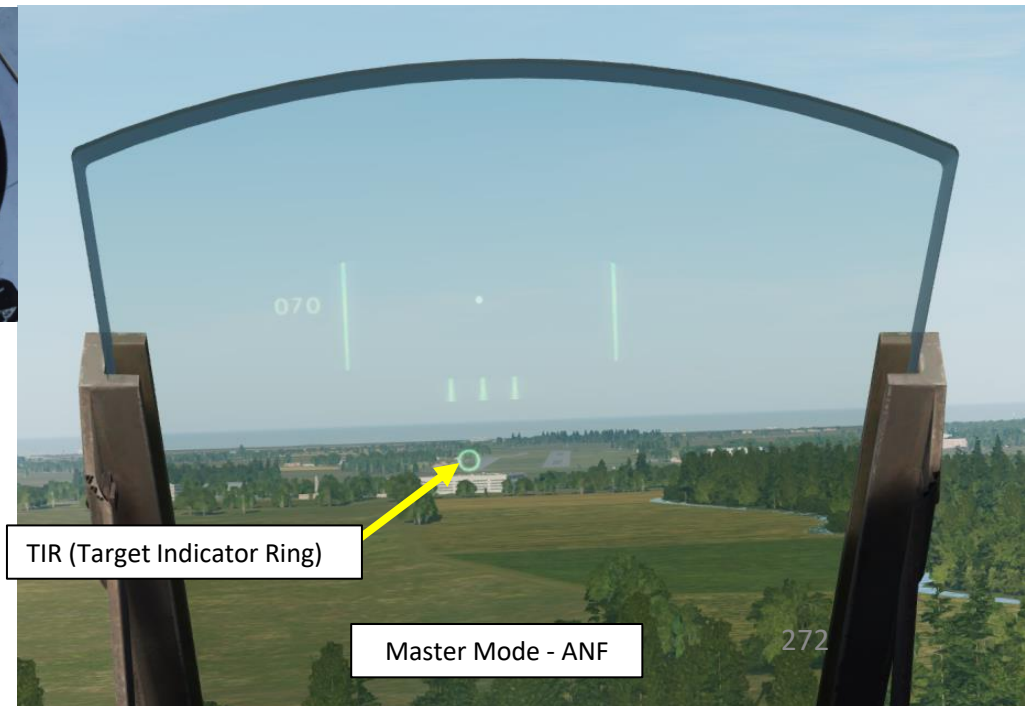 070
TIR (Target Indicator Ring)
Master Mode - ANF
272